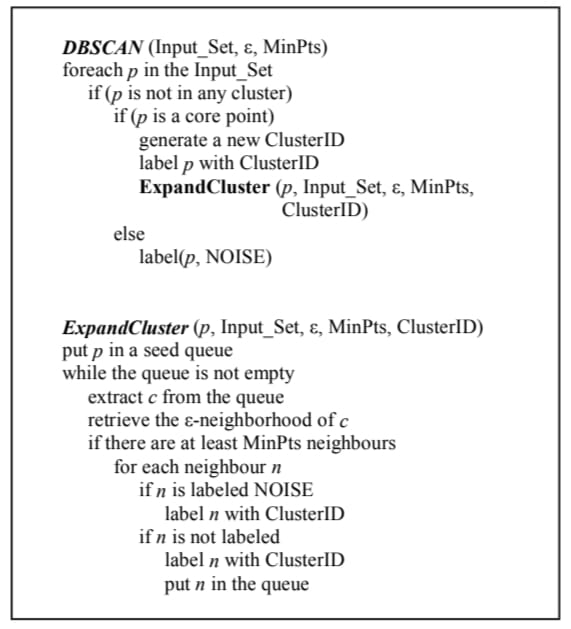 DBSCAN (Input_Set, ε, MinPts)
foreach p in the Input_Set
if (p is not in any cluster)
if (p is a core point)
generate a new ClusterID
label p with ClusterID
ExpandCluster (p, Input_Set, ε, MinPts,
ClusterID)
else
label(p, NOISE)
ExpandCluster (p, Input_Set, ε, MinPts, ClusterID)
put p in a seed queue
while the queue is not empty
extract c from the queue
retrieve the ε-neighborhood of c
if there are at least MinPts neighbours
for each neighbour n
if n is labeled NOISE
label n with ClusterID
if n is not labeled
label n with ClusterID
put n in the queue